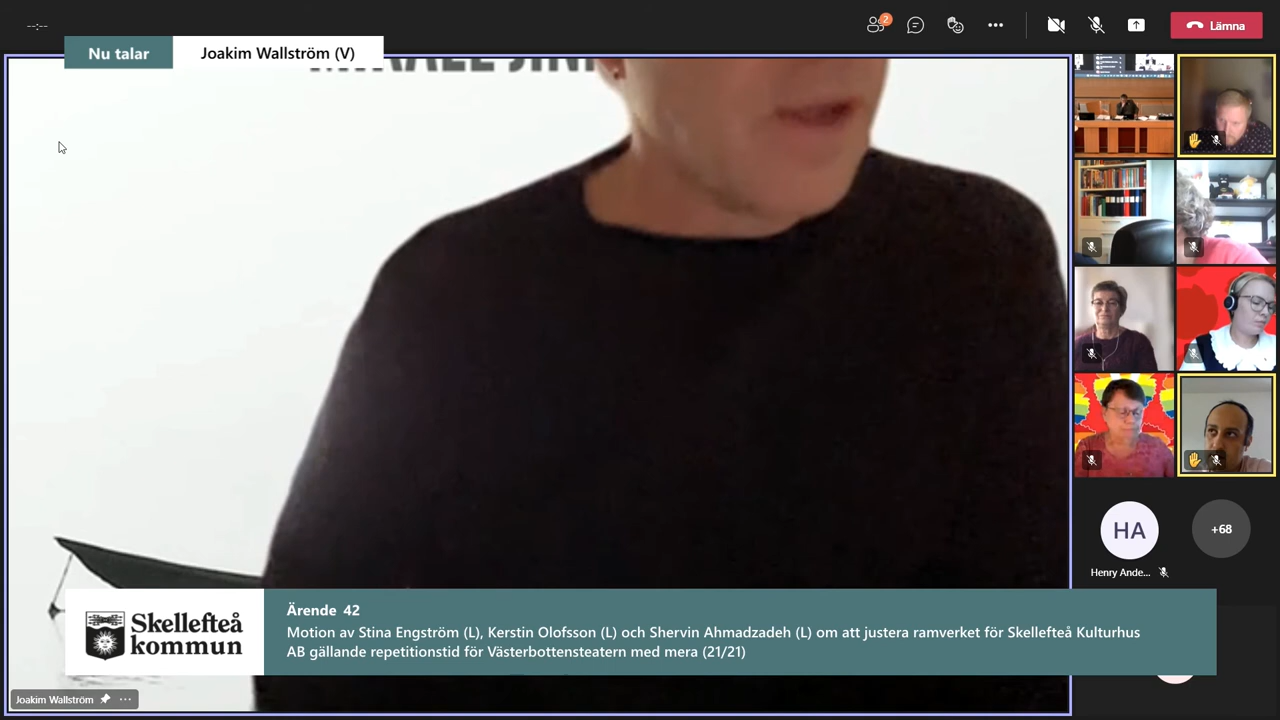 --:--
2
Lämna
Nu talar
Joakim Wallström (V)
HA
+68
Henry Ande...
Skellefteå
kommun
Ärende 42
Motion av Stina Engström (L), Kerstin Olofsson (L) och Shervin Ahmadzadeh (L) om att justera ramverket för Skellefteå Kulturhus
AB gällande repetitionstid för Västerbottensteatern med mera (21/21)
Joakim Wallström